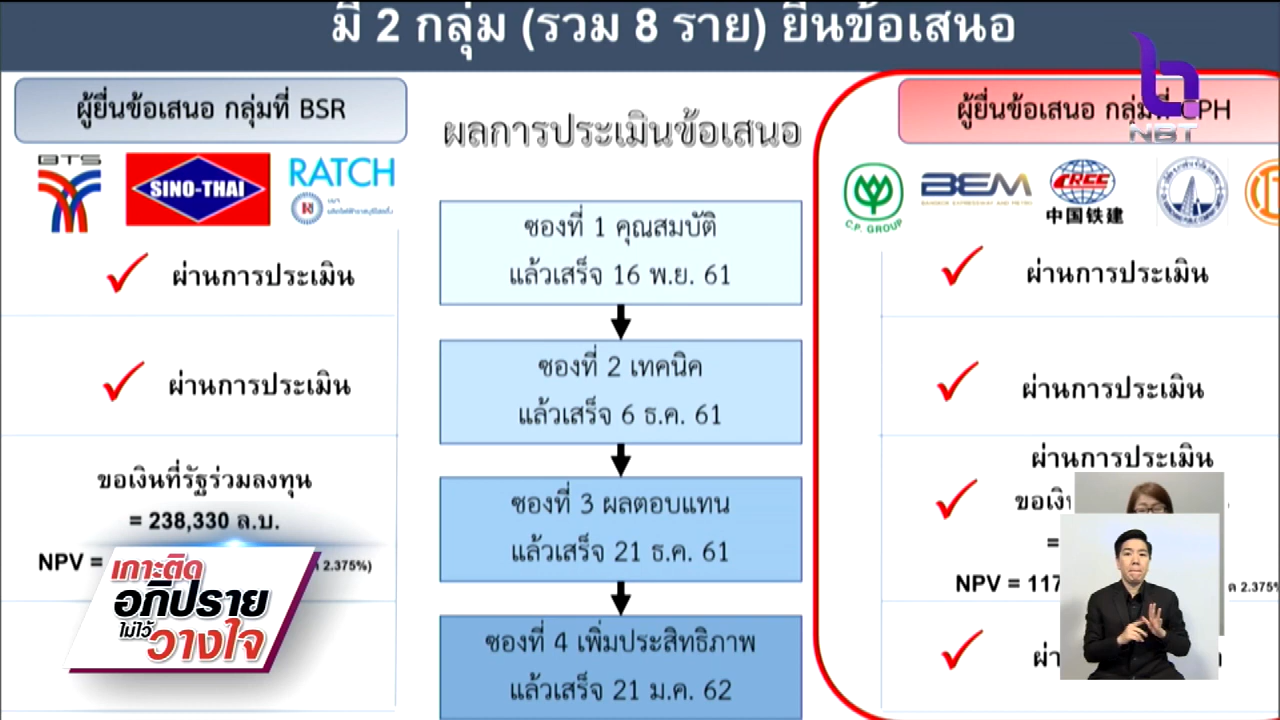 มี 2 กลุ่ม (รวม 8 ราย) ยื่นข้อเสนอ
ผู้ยื่นข้อเสนอ กลุ่มที่ BSR
BTS
SINO-THAI
RATCH
ผ่านการประเมิน
ผ่านการประเมิน
ขอเงินที่รัฐร่วมลงทุน
= 238,330 ล.บ.
NPV =
2.375%)
ผลการประเมินข้อเสนอ
ซองที่ 1 คุณสมบัติ
แล้วเสร็จ 16 พ.ย. 61
ซองที่ 2 เทคนิค
แล้วเสร็จ 6 ธ.ค. 61
ซองที่ 3 ผลตอบแทน
แล้วเสร็จ 21 ธ.ค. 61
ซองที่ 4 เพิ่มประสิทธิภาพ
แล้วเสร็จ 21 ม.ค. 62
ผู้ยื่นข้อเสนอ กลุ่มที่ CPH
NBT
C.P. GROUP
BEM
BANGKOK EXPRESSWAY AND METRO
CRCC
中国铁建
ผ่านการประเมิน
ผ่านการประเมิน
ผ่านการประเมิน
=
NPV = 117
2.375%
เกาะติด
อภิปราย
ไม่ไว้
วางใจ